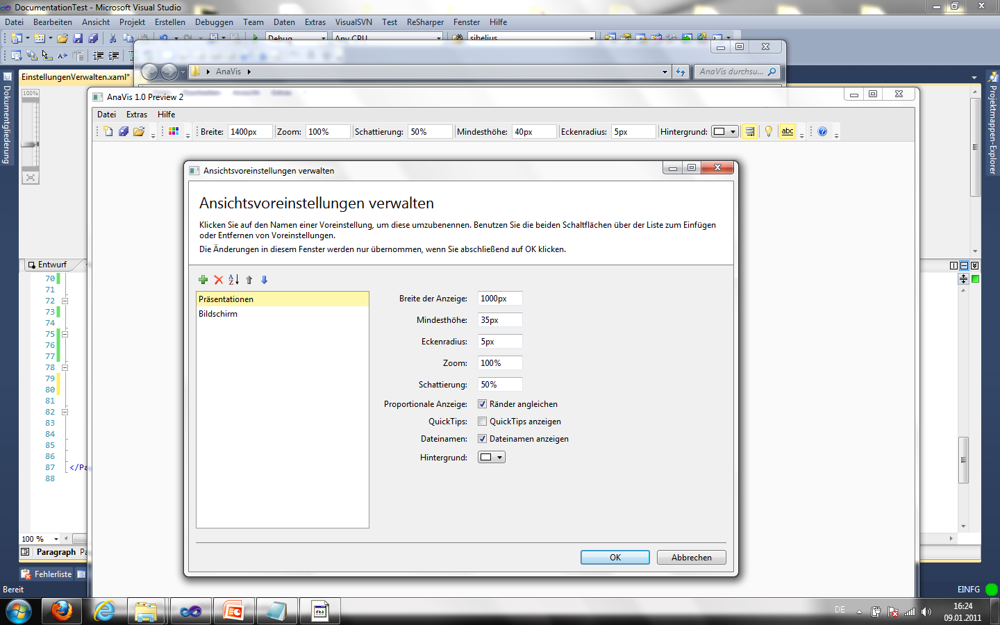 DocumentationTest - Microsoft Visual Studio
Datei Bearbeiten Ansicht Projekt Erstellen Debuggen Team Daten Extras VisualSVN Test ReSharper Fenster Hilfe
Debug Any CPU sibelius
AnaVis
AnaVis durchsu...
EinstellungenVerwalten.xaml*
100%
Dokumentgliederung
Projektmappen-Explorer
AnaVis 1.0 Preview 2
Datei Extras Hilfe
Breite: 1400px Zoom: 100% Schattierung: 50% Mindesthöhe: 40px Eckenradius: 5px Hintergrund: abc
Ansichtsvoreinstellungen verwalten
Ansichtsvoreinstellungen verwalten
Klicken Sie auf den Namen einer Voreinstellung, um diese umzubenennen. Benutzen Sie die beiden Schaltflächen über der Liste zum Einfügen
oder Entfernen von Voreinstellungen.
Die Änderungen in diesem Fenster werden nur übernommen, wenn Sie abschließend auf OK klicken.
Präsentationen
Bildschirm
Breite der Anzeige: 1000px
Mindesthöhe: 35px
Eckenradius: 5px
Zoom: 100%
Schattierung: 50%
Proportionale Anzeige: Ränder angleichen
QuickTips: QuickTips anzeigen
Dateinamen: Dateinamen anzeigen
Hintergrund:
OK Abbrechen
Entwurf
70
71
72
73
74
75
76
77
78
79
80
81
82
83
84
85
86
87 </Pa
88
100 %
Paragraph Pa
Fehlerliste
Bereit EINFG
DE 16:24
09.01.2011